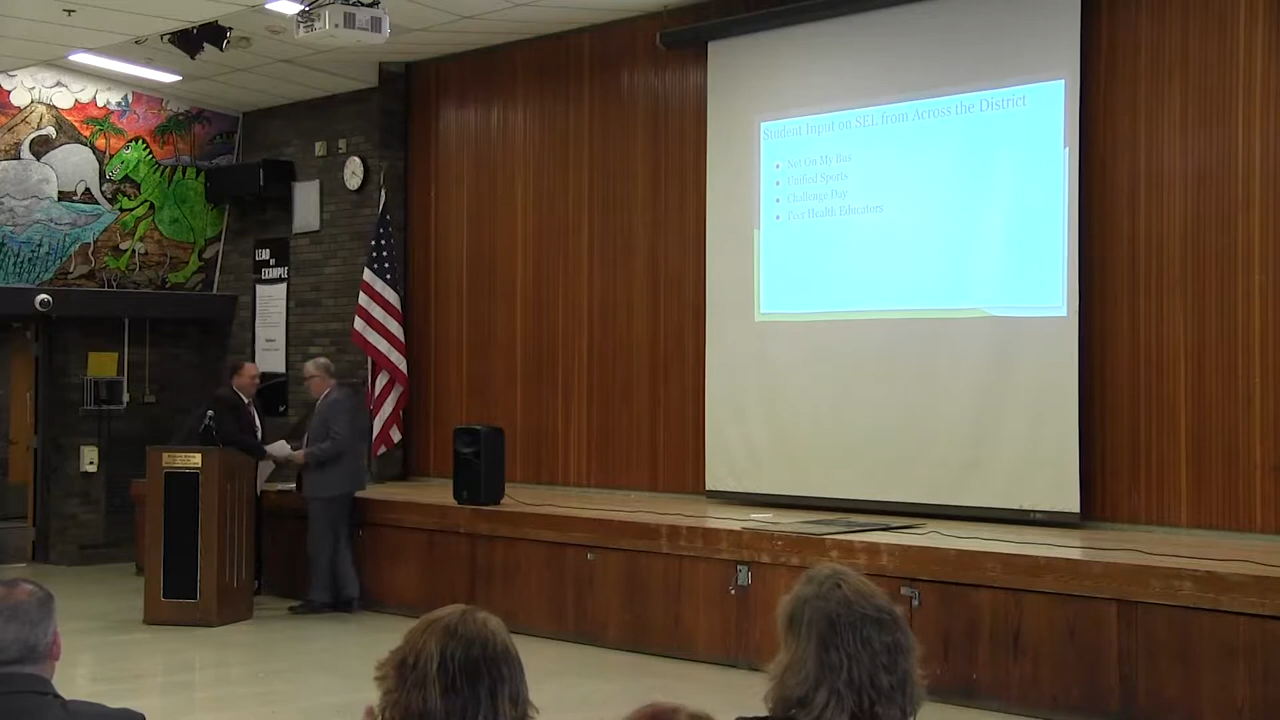 Student Input on SEL from Across the District
Not On My Bus
Unified Sports
Challenge Day
Peer Health Educators
LEAD
BY
EXAMPLE